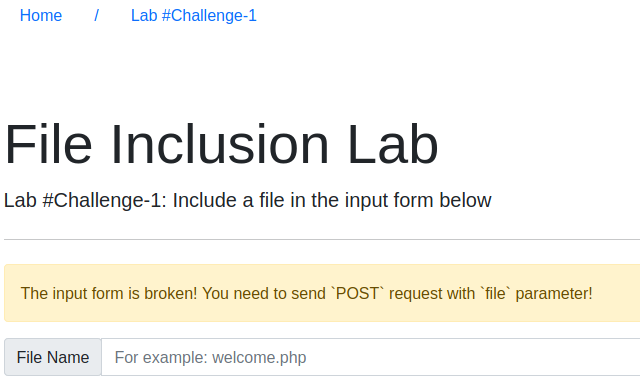 Home / Lab #Challenge-1
File Inclusion Lab
Lab #Challenge-1: Include a file in the input form below
The input form is broken! You need to send `POST` request with `file` parameter!
File Name For example: welcome.php